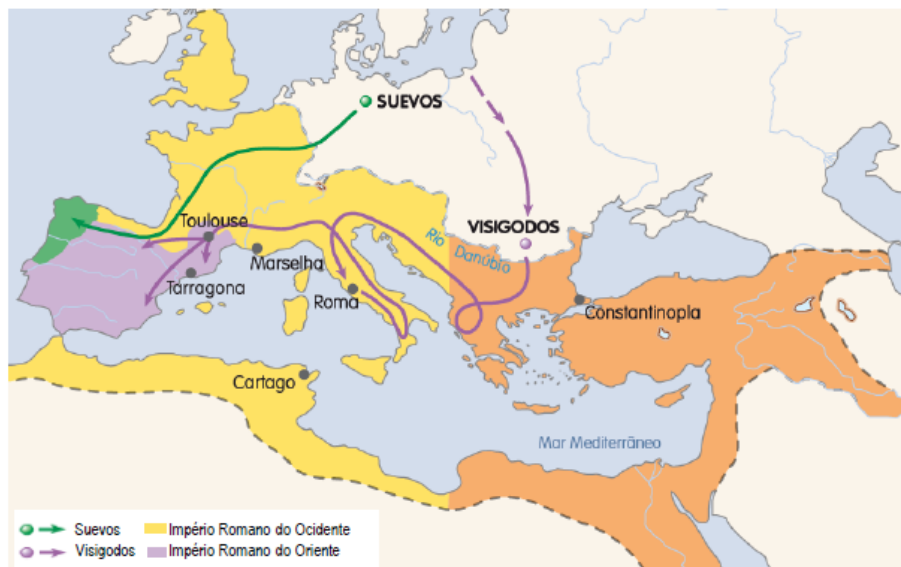 SUEVOS
VISIGODOS
Toulouse
Rio
Danúbio
Marselha
Tarragona
Roma
Constantinopla
Cartago
Mar Mediterrâneo
Suevos
Império Romano do Ocidente
Visigodos
Império Romano do Oriente